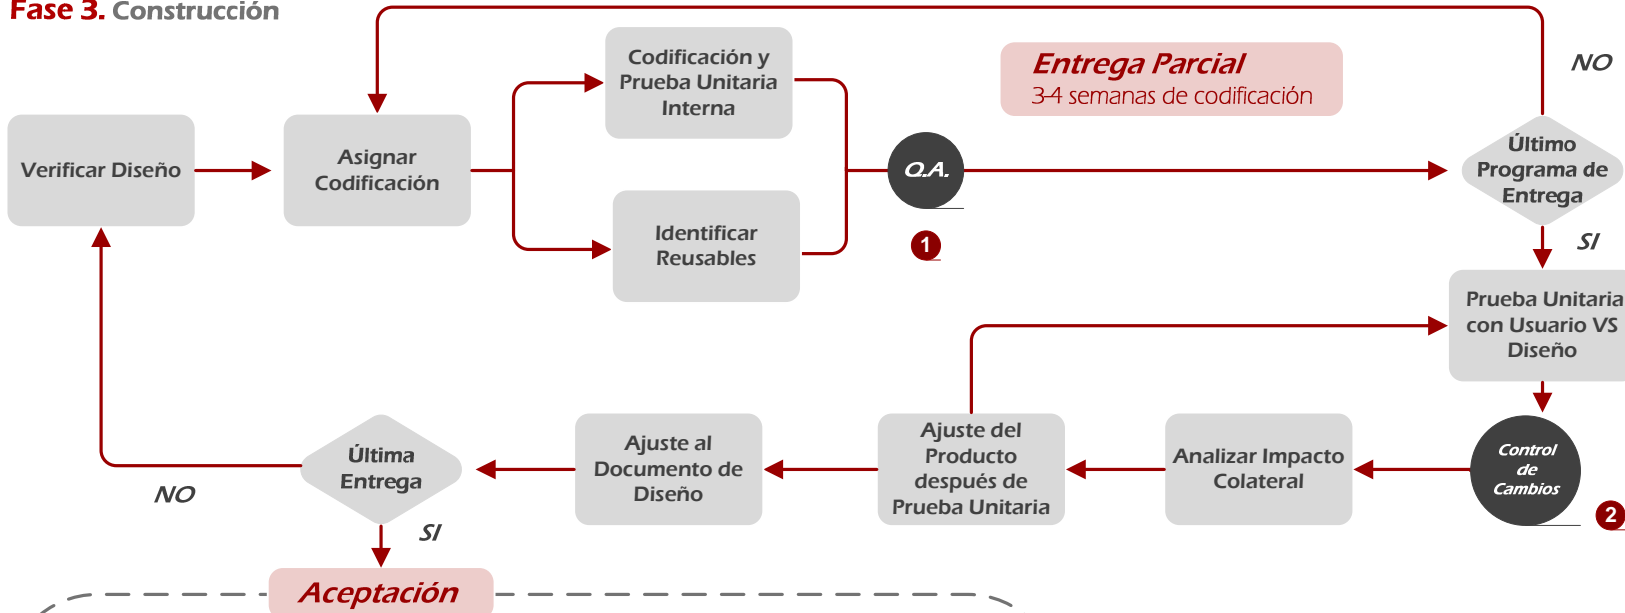 Fase 3. Construcción
Codificación y
Prueba Unitaria
Interna
Entrega Parcial
3-4 semanas de codificación
NO
Verificar Diseño
Asignar
Codificación
Q.A.
Último
Programa de
Entrega
Identificar
Reusables
1
SI
Prueba Unitaria
con Usuario VS
Diseño
Última
Entrega
Ajuste al
Documento de
Diseño
Ajuste del
Producto
después de
Prueba Unitaria
Analizar Impacto
Colateral
Control
de
Cambios
NO
2
SI
Aceptación